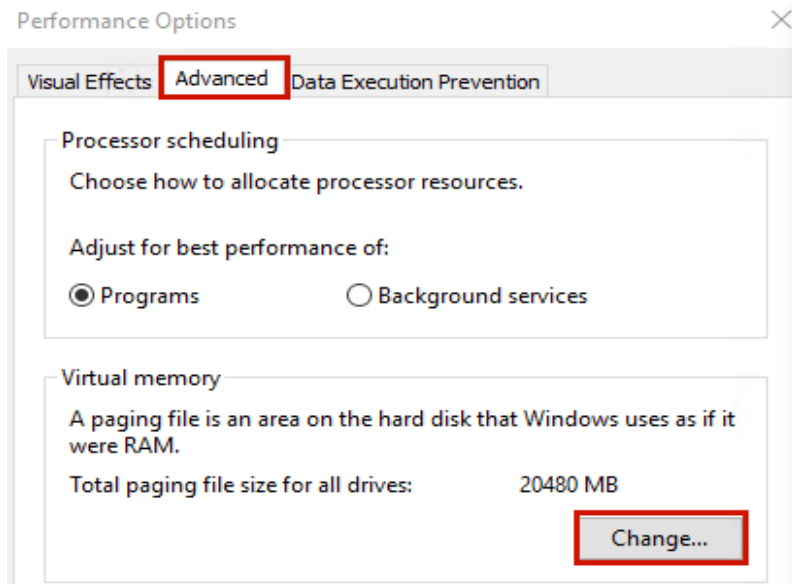 Performance Options
Visual Effects Advanced Data Execution Prevention
Processor scheduling
Choose how to allocate processor resources.
Adjust for best performance of:
Programs Background services
Virtual memory
A paging file is an area on the hard disk that Windows uses as if it
were RAM.
Total paging file size for all drives: 20480 MB
Change...